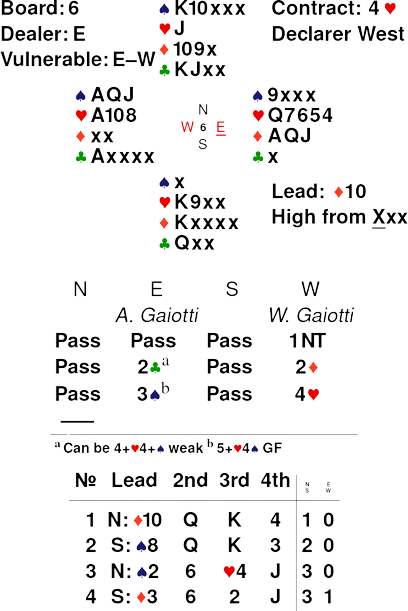 Board: 6
Dealer: E
Vulnerable: E–W
♠ K10xxx
♥ J
♦ 109x
♣ KJxx
Contract: 4 ♥
Declarer West
♠ AQJ
♥ A108
♦ xx
♣ Axxxx
N
W 6 E
S
♠ 9xxx
♥ Q7654
♦ AQJ
♣ x
♠ x
♥ K9xx
♦ Kxxxx
♣ Qxx
Lead: ♦10
High from Xxx
N E S W
A. Gaiotti W. Gaiotti
Pass Pass Pass 1NT
Pass 2♣a Pass 2♦
Pass 3♠b Pass 4♥
a Can be 4+♥4+♠ weak b 5+♥4♠ GF
№ Lead 2nd 3rd 4th N S E W
1 N: ♦10 Q K 4 1 0
2 S: ♠8 Q K 3 2 0
3 N: ♠2 6 ♥4 J 3 0
4 S: ♦3 6 2 J 3 1